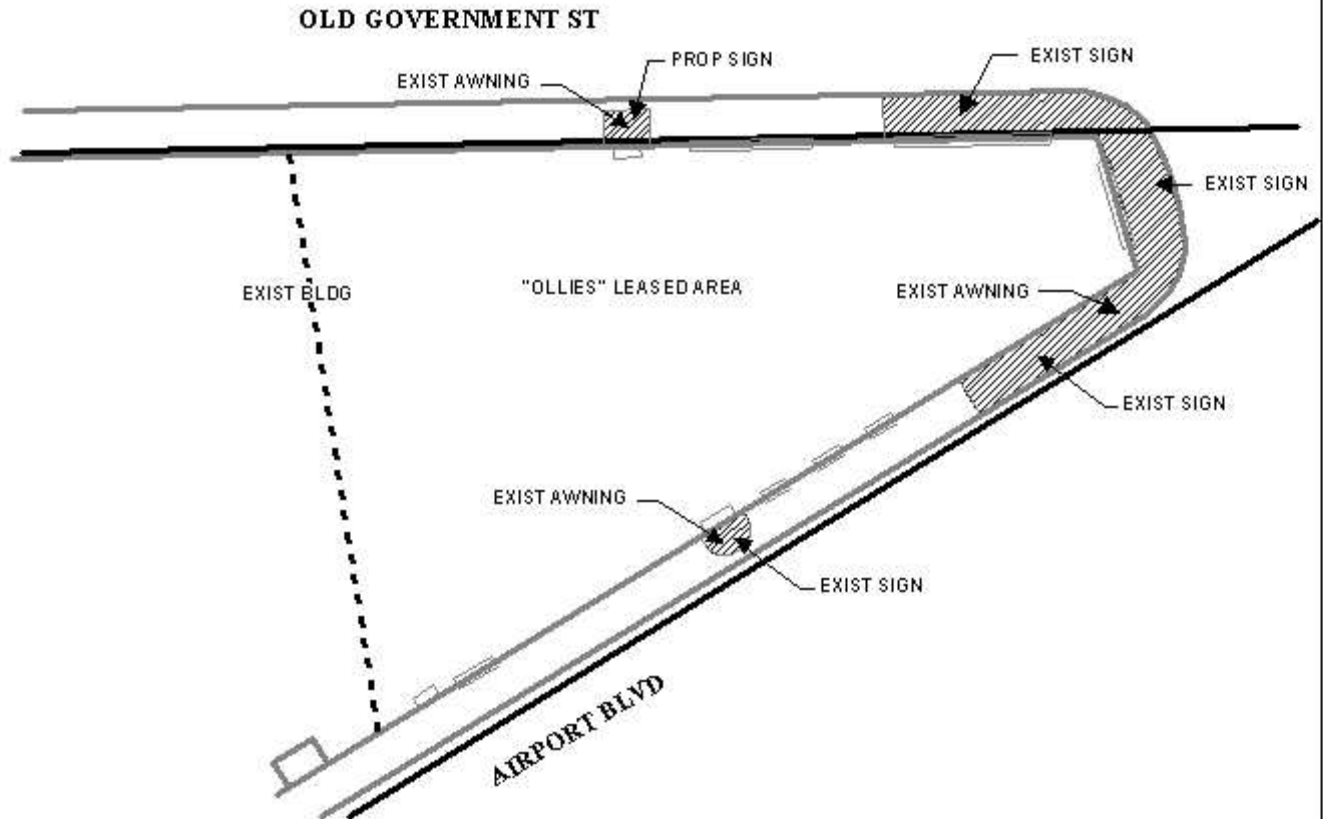 OLD GOVERNMENT ST
EXIST SIGN
PROP SIGN
EXIST AWNING
EXIST SIGN
EXIST BLDG
"OLLIES" LEASED AREA
EXIST AWNING
EXIST SIGN
EXIST AWNING
EXIST SIGN
AIRPORT BLVD